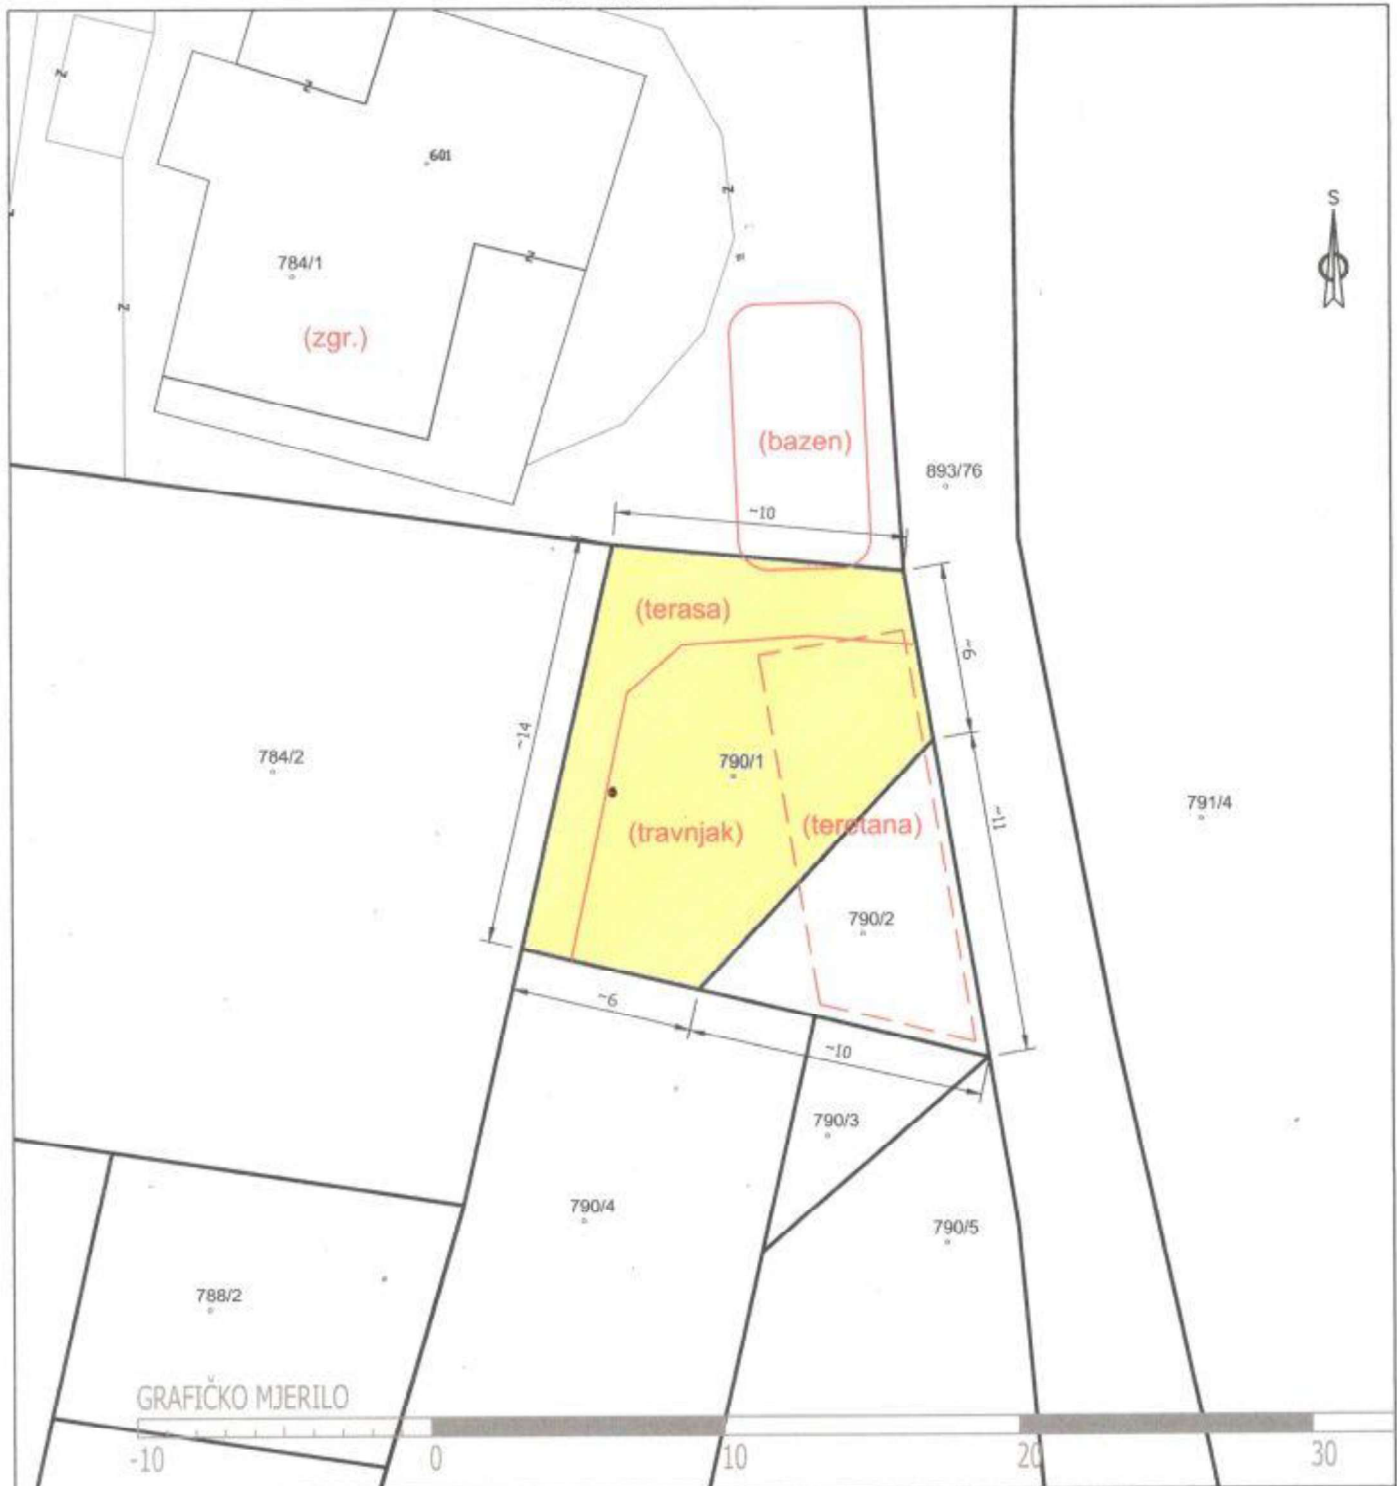 z
z
601
z
S
z
784/1
z
(zgr.)
(bazen)
893/76
~10
(terasa)
~6
784/2
~14
790/1
791/4
(travnjak)
(teretana)
~11
790/2
~6
~10
790/3
790/4
790/5
788/2
GRAFIČKO MJERILO
-10
0
10
20
30